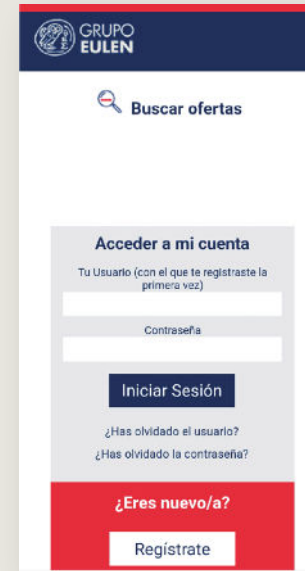 GRUPO
EULEN
Buscar ofertas
Acceder a mi cuenta
Tu Usuario (con el que te registraste la
primera vez)
Contraseña
Iniciar Sesión
¿Has olvidado el usuario?
¿Has olvidado la contraseña?
¿Eres nuevo/a?
Regístrate